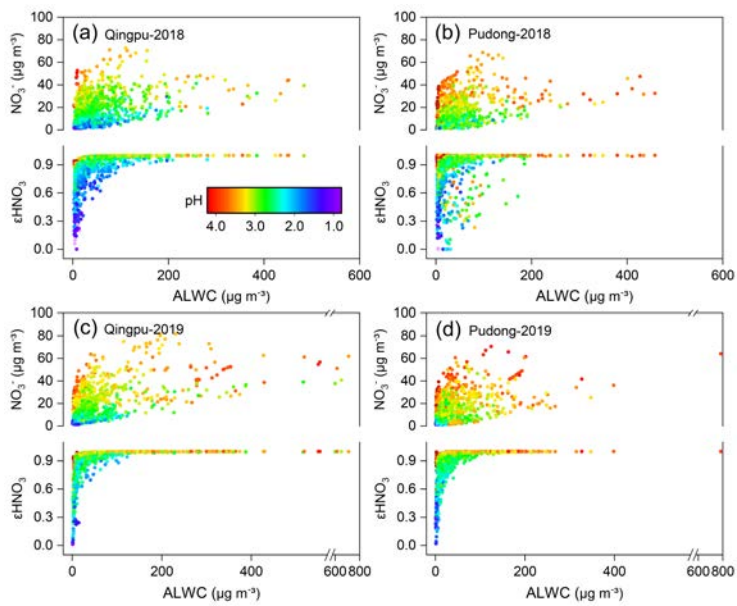 (a) Qingpu-2018
(b) Pudong-2018
NO₃⁻ (µg m⁻³)
100
80
60
40
20
0
NO₃⁻ (µg m⁻³)
100
80
60
40
20
0
εHNO₃
0.9
0.6
0.3
0.0
pH
4.0 3.0 2.0 1.0
εHNO₃
0.9
0.6
0.3
0.0
0 200 400 600
ALWC (µg m⁻³)
0 200 400 600
ALWC (µg m⁻³)
(c) Qingpu-2019
(d) Pudong-2019
NO₃⁻ (µg m⁻³)
100
80
60
40
20
0
NO₃⁻ (µg m⁻³)
100
80
60
40
20
0
εHNO₃
0.9
0.6
0.3
0.0
εHNO₃
0.9
0.6
0.3
0.0
0 200 400 600 800
ALWC (µg m⁻³)
0 200 400 600 800
ALWC (µg m⁻³)